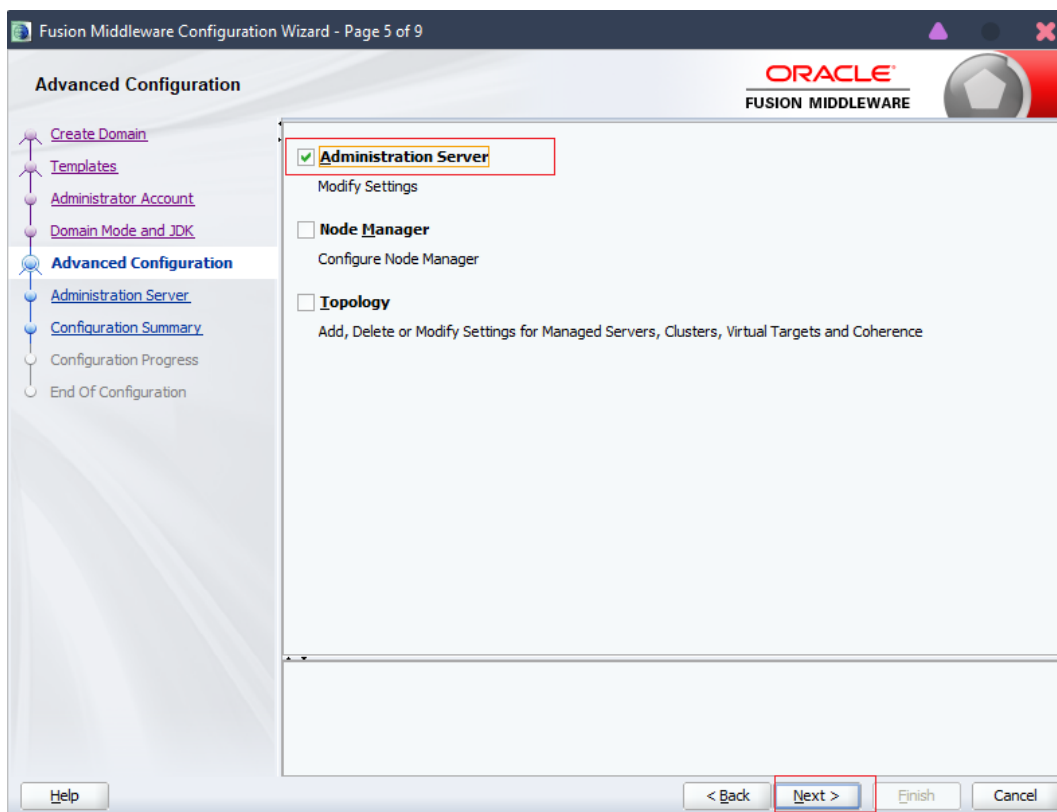 Fusion Middleware Configuration Wizard - Page 5 of 9
Advanced Configuration
ORACLE
FUSION MIDDLEWARE
Create Domain
Templates
Administrator Account
Domain Mode and JDK
Advanced Configuration
Administration Server
Configuration Summary
Configuration Progress
End Of Configuration
Administration Server
Modify Settings
Node Manager
Configure Node Manager
Topology
Add, Delete or Modify Settings for Managed Servers, Clusters, Virtual Targets and Coherence
Help
< Back
Next >
Finish
Cancel